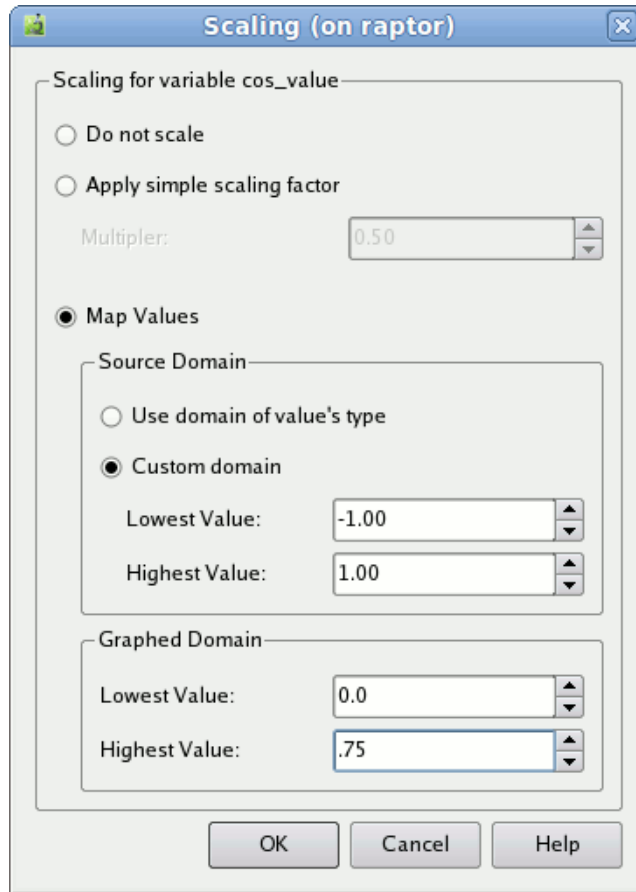 Scaling (on raptor)
Scaling for variable cos_value
Do not scale
Apply simple scaling factor
Multipler: 0.50
Map Values
Source Domain
Use domain of value's type
Custom domain
Lowest Value: -1.00
Highest Value: 1.00
Graphed Domain
Lowest Value: 0.0
Highest Value: .75
OK Cancel Help